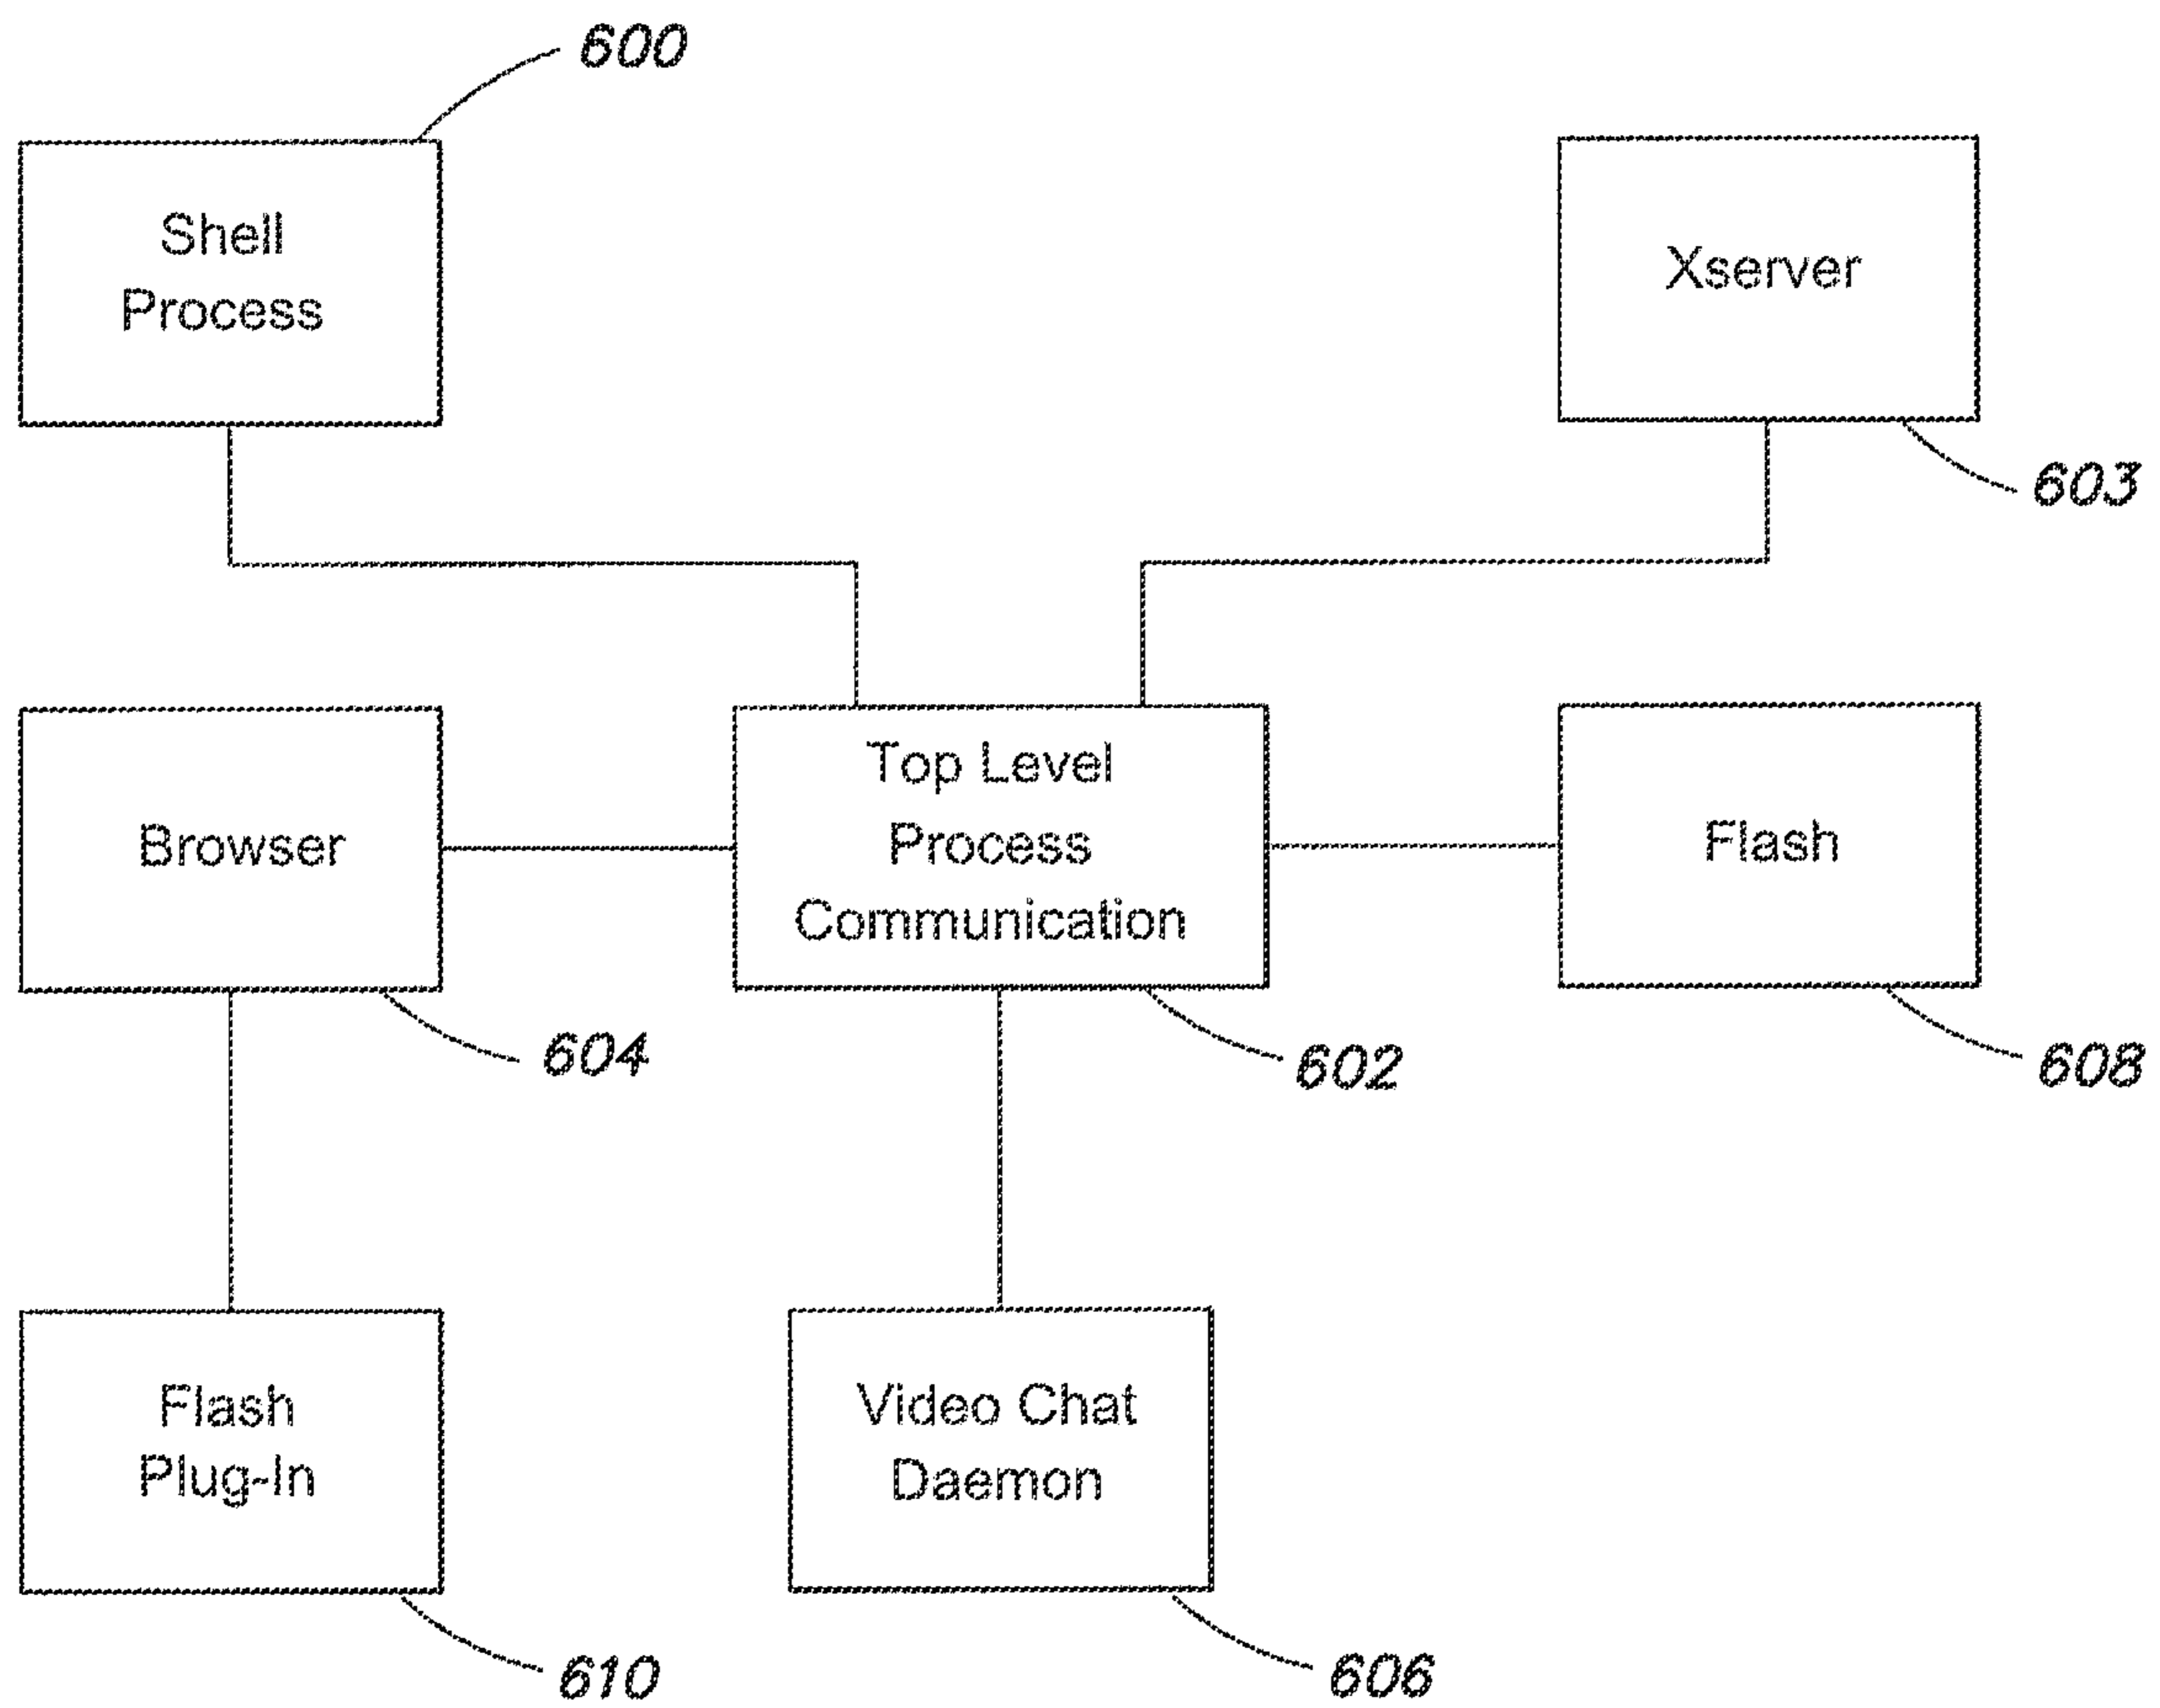 600
Shell
Process
Xserver
603
Browser
604
Top Level
Process
Communication
602
Flash
608
Flash
Plug-In
610
Video Chat
Daemon
606